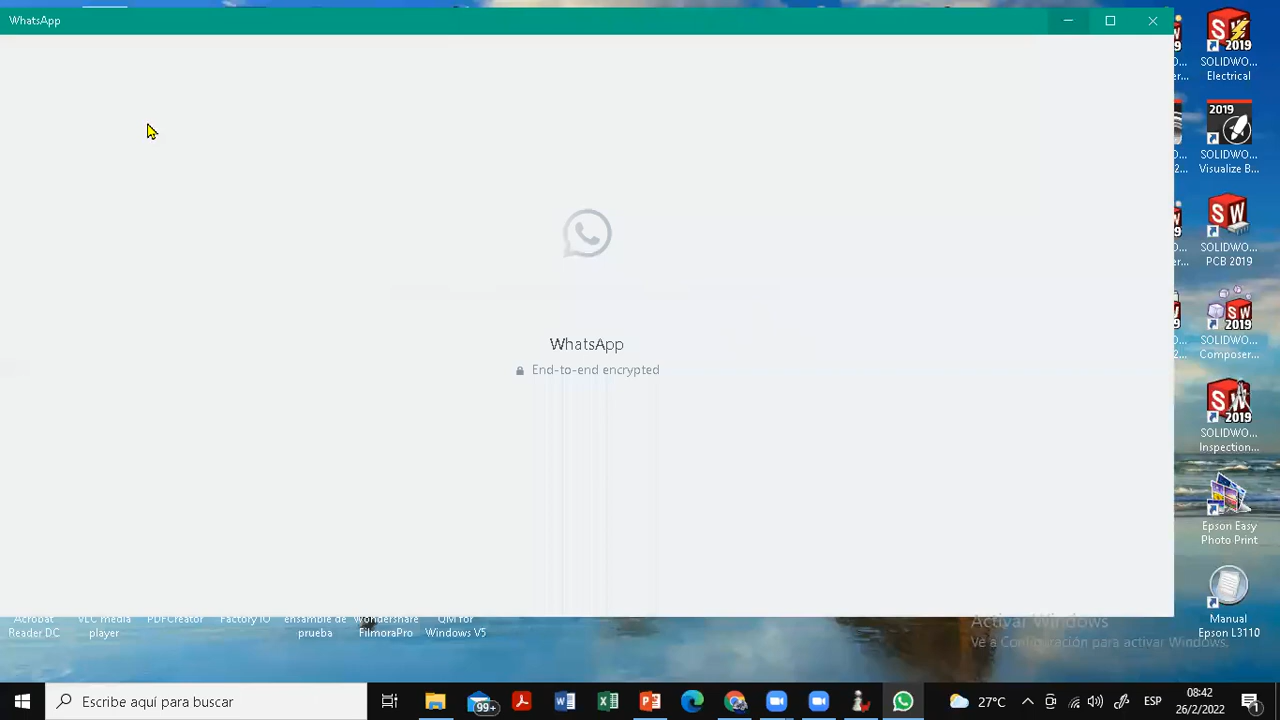 WhatsApp
WhatsApp
End-to-end encrypted
SOLIDWO...
Electrical
2019
SOLIDWO...
Visualize B...
SOLIDWO...
PCB 2019
2019
SOLIDWO...
Composer...
2019
SOLIDWO...
Inspection...
Epson Easy
Photo Print
Manual
Epson L3110
Acrobat
Reader DC
VLC media
player
PDFCreator
Factory IO
ensamble de
prueba
Wondershare
FilmoraPro
QM for
Windows V5
Activar Windows
Ve a Configuración para activar Windows.
Escribe aquí para buscar
99+
27°C
ESP
08:42
26/2/2022
1